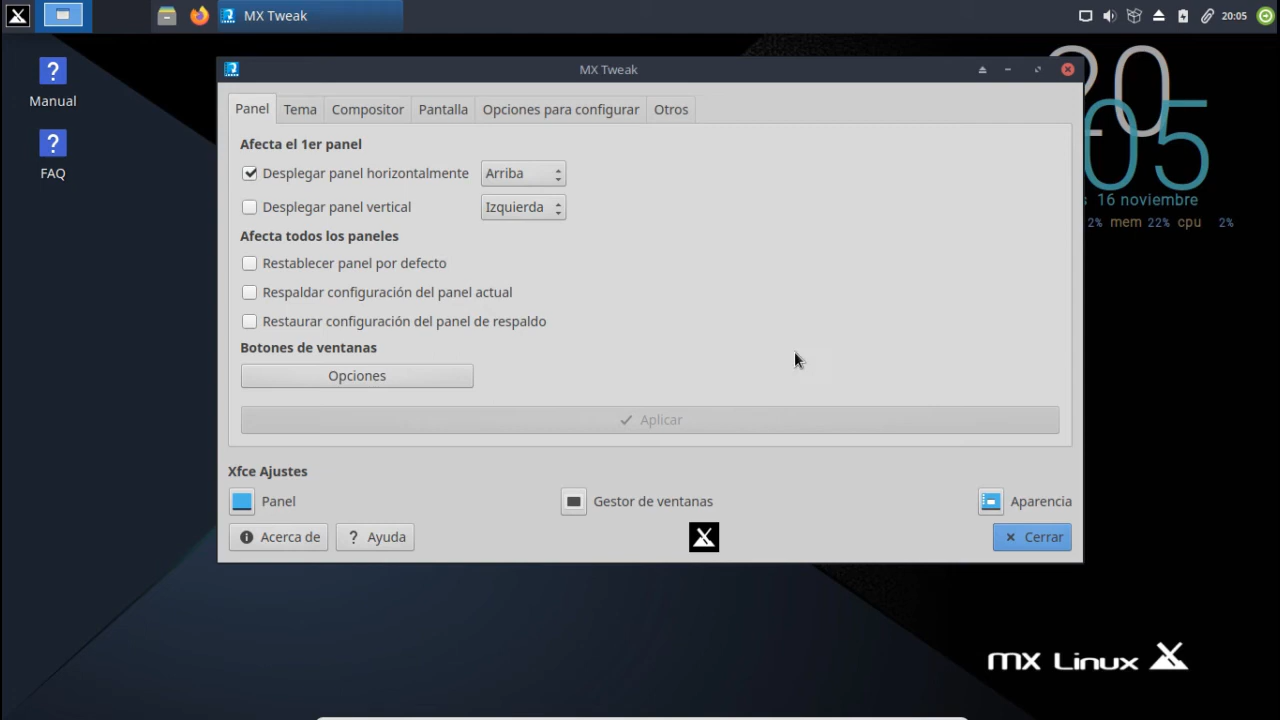 MX Tweak
20:05
Manual
FAQ
MX Tweak
20
05
16 noviembre
2% mem 22% cpu 2%
Panel Tema Compositor Pantalla Opciones para configurar Otros
Afecta el 1er panel
Desplegar panel horizontalmente Arriba
Desplegar panel vertical Izquierda
Afecta todos los paneles
Restablecer panel por defecto
Respaldar configuración del panel actual
Restaurar configuración del panel de respaldo
Botones de ventanas
Opciones
Aplicar
Xfce Ajustes
Panel Gestor de ventanas Aparencia
Acerca de ? Ayuda Cerrar
MX Linux